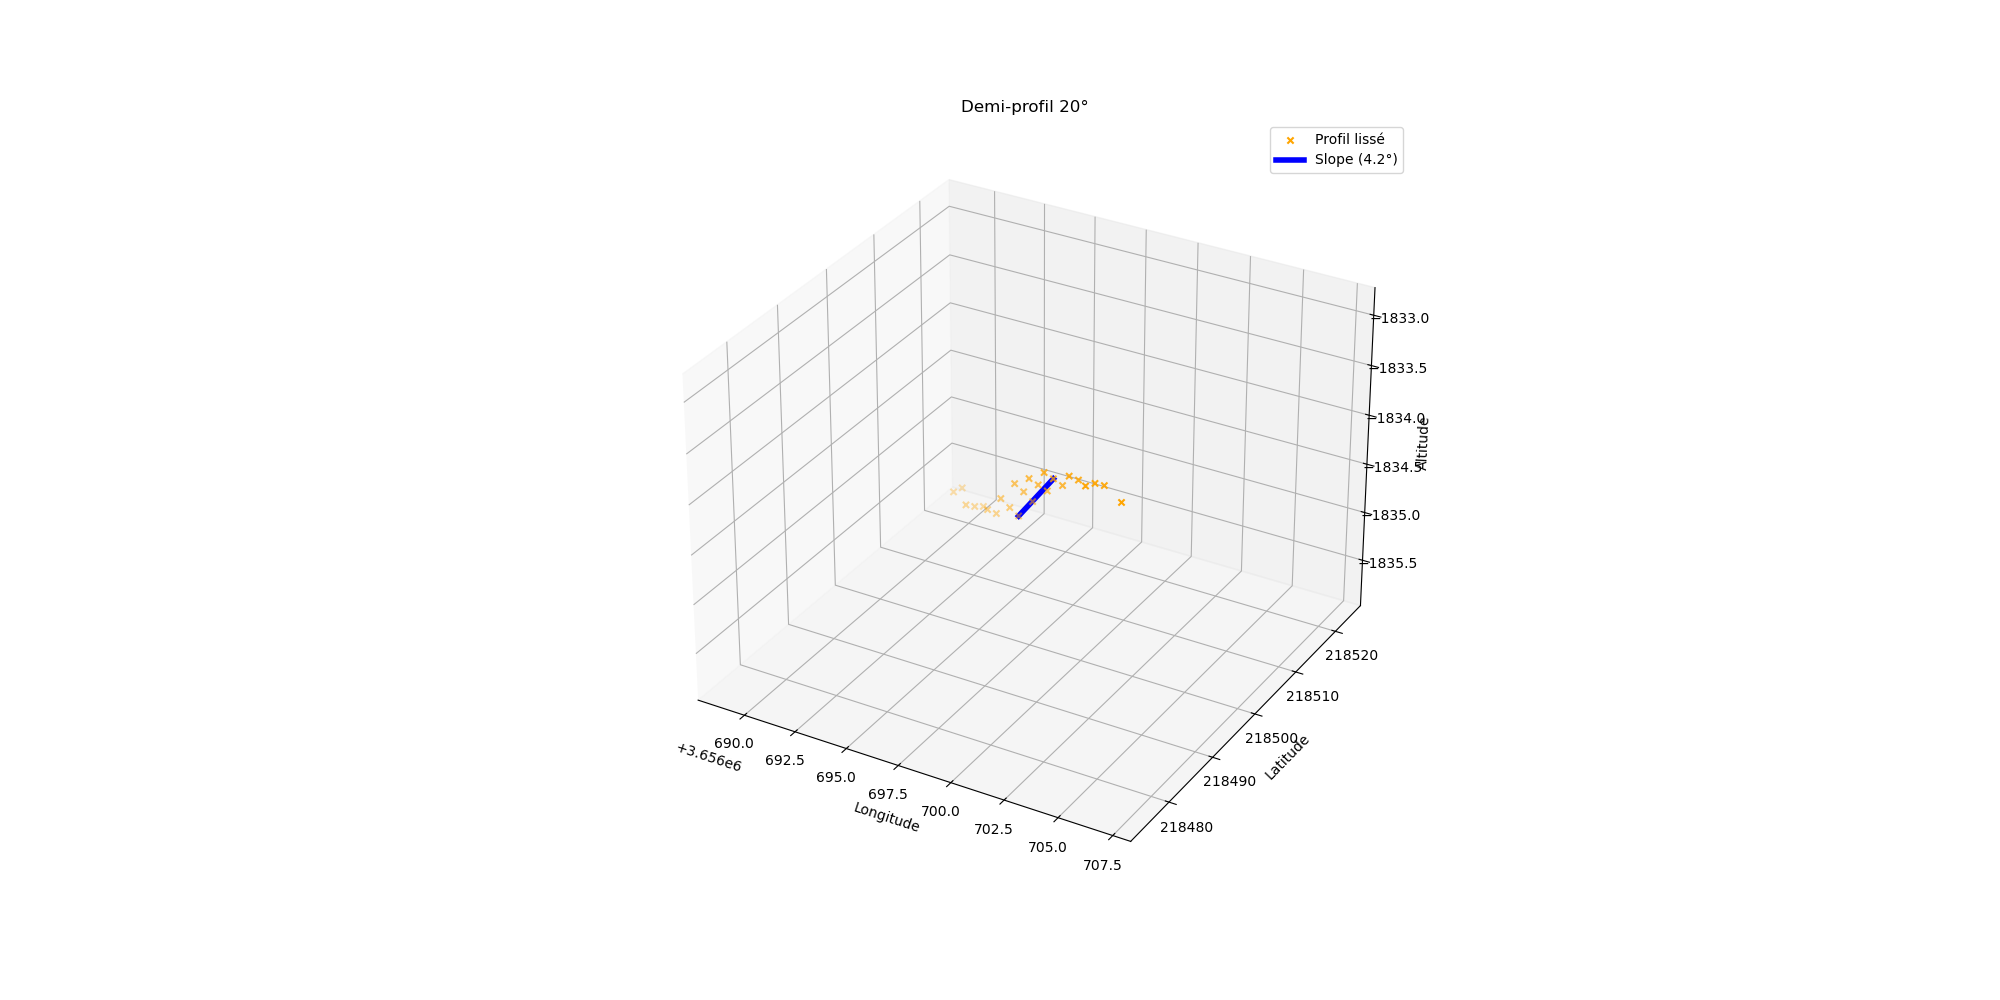 Demi-profil 20°
Profil lissé
Slope (4.2°)
−1833.0
−1833.5
−1834.0
−1834.5
−1835.0
−1835.5
Altitude
218520
218510
218500
218490
218480
Latitude
690.0
692.5
695.0
697.5
700.0
702.5
705.0
707.5
+3.656e6
Longitude